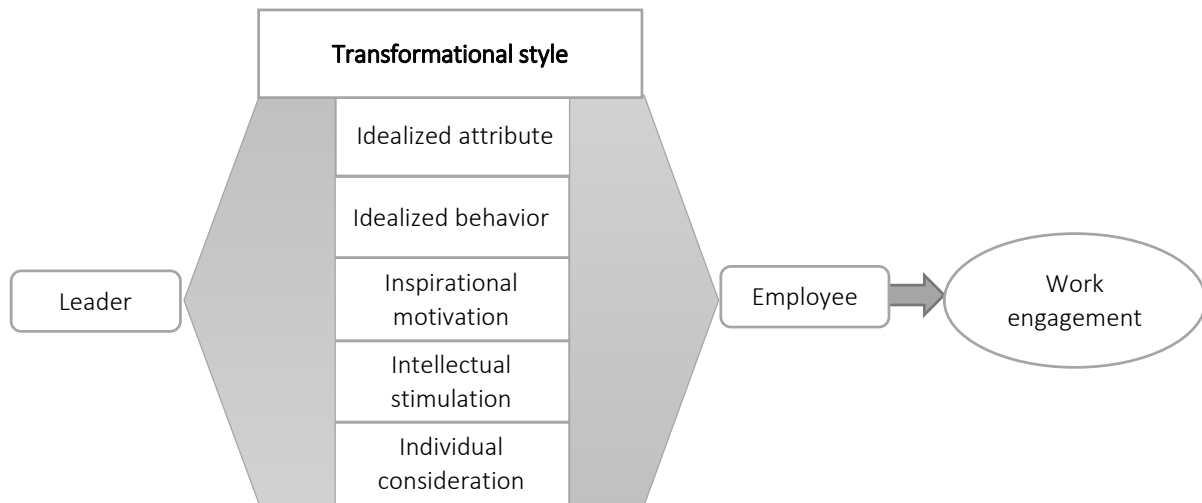 Transformational style
Idealized attribute
Idealized behavior
Inspirational
motivation
Intellectual
stimulation
Individual
consideration
Leader
Employee
Work
engagement